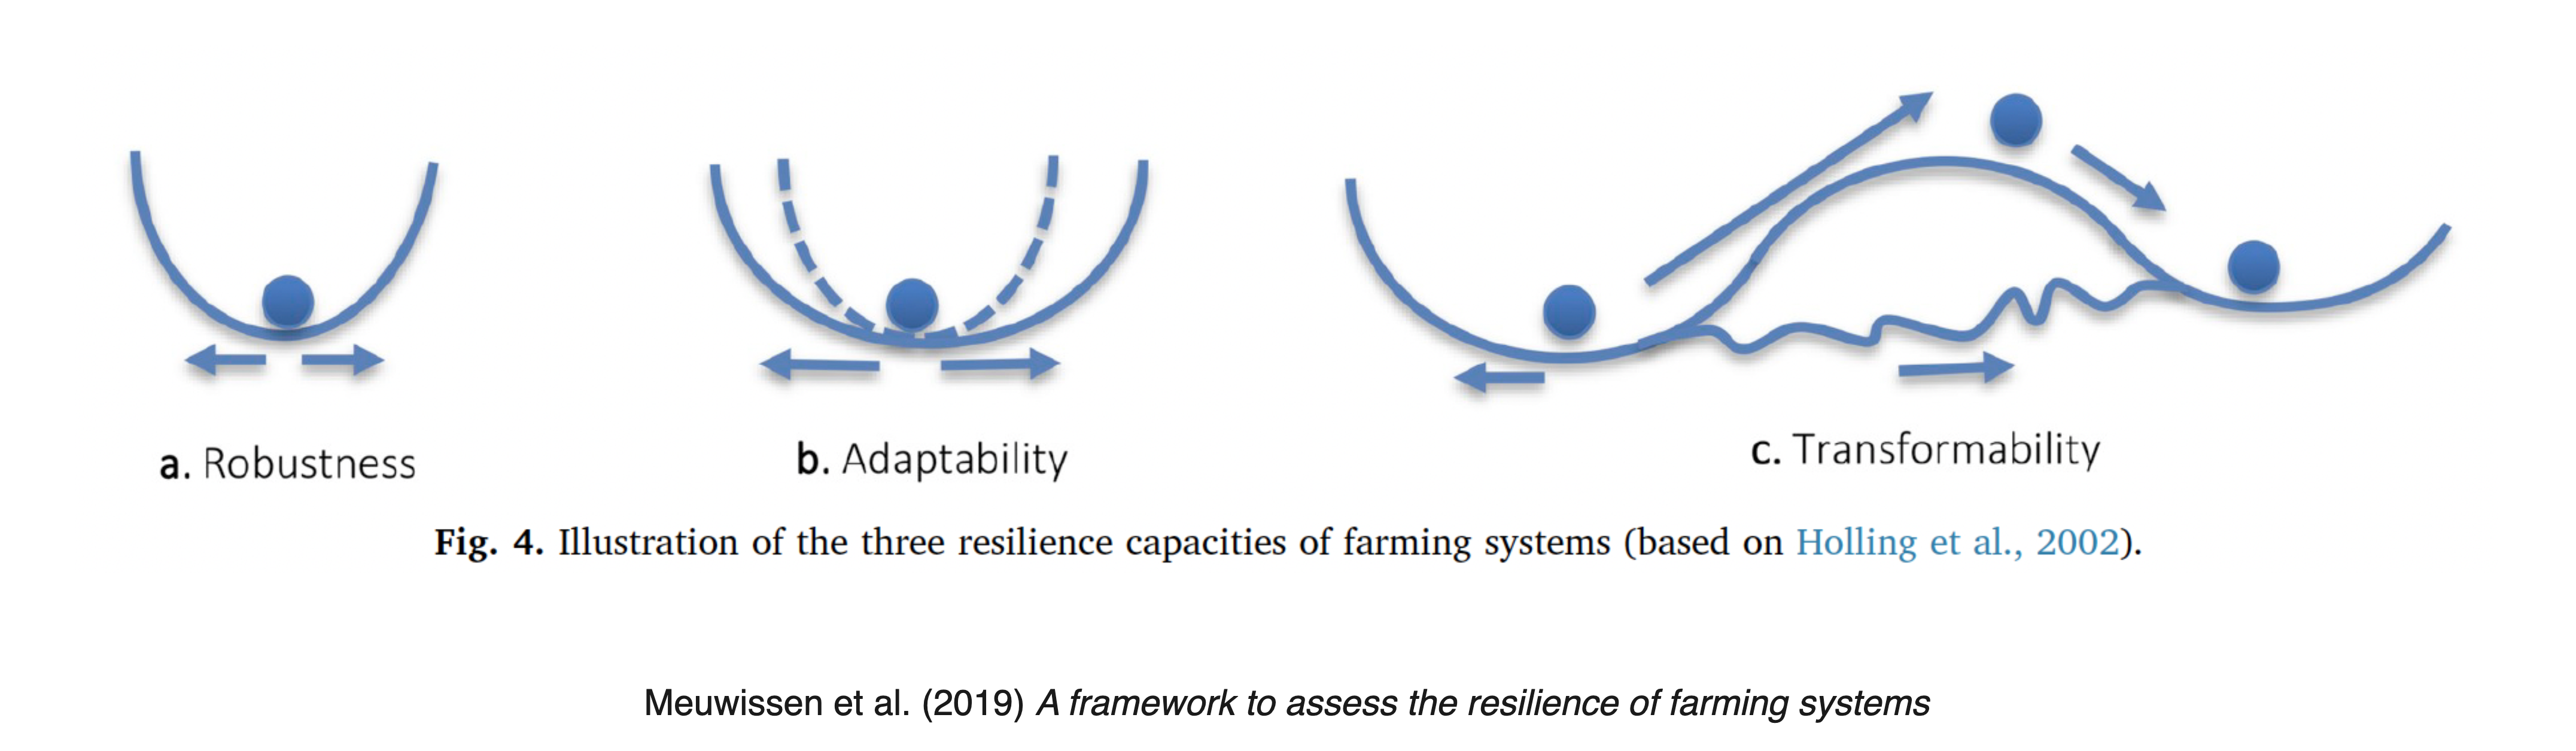 a. Robustness
b. Adaptability
c. Transformability
Fig. 4. Illustration of the three resilience capacities of farming systems (based on Holling et al., 2002).
Meuwissen et al. (2019) A framework to assess the resilience of farming systems